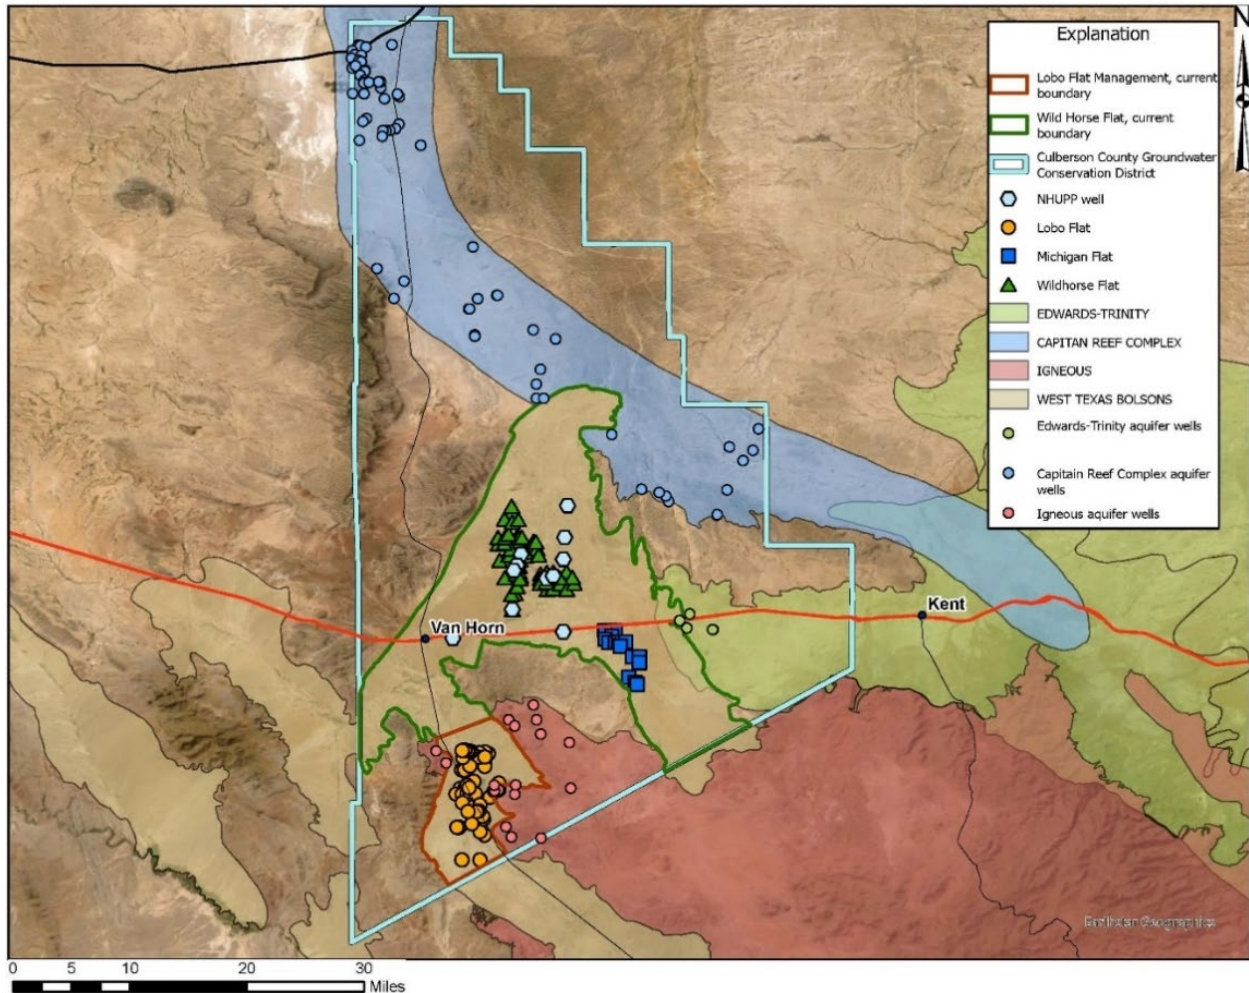 N
Explanation
Lobo Flat Management, current
boundary
Wild Horse Flat, current
boundary
Culberson County Groundwater
Conservation District
NHUPP well
Lobo Flat
Michigan Flat
Wildhorse Flat
EDWARDS-TRINITY
CAPITAN REEF COMPLEX
IGNEOUS
WEST TEXAS BOLSONS
Edwards-Trinity aquifer wells
Capitain Reef Complex aquifer
wells
Igneous aquifer wells
Kent
Van Horn
Earthstar Geographics
0 5 10 20 30
Miles